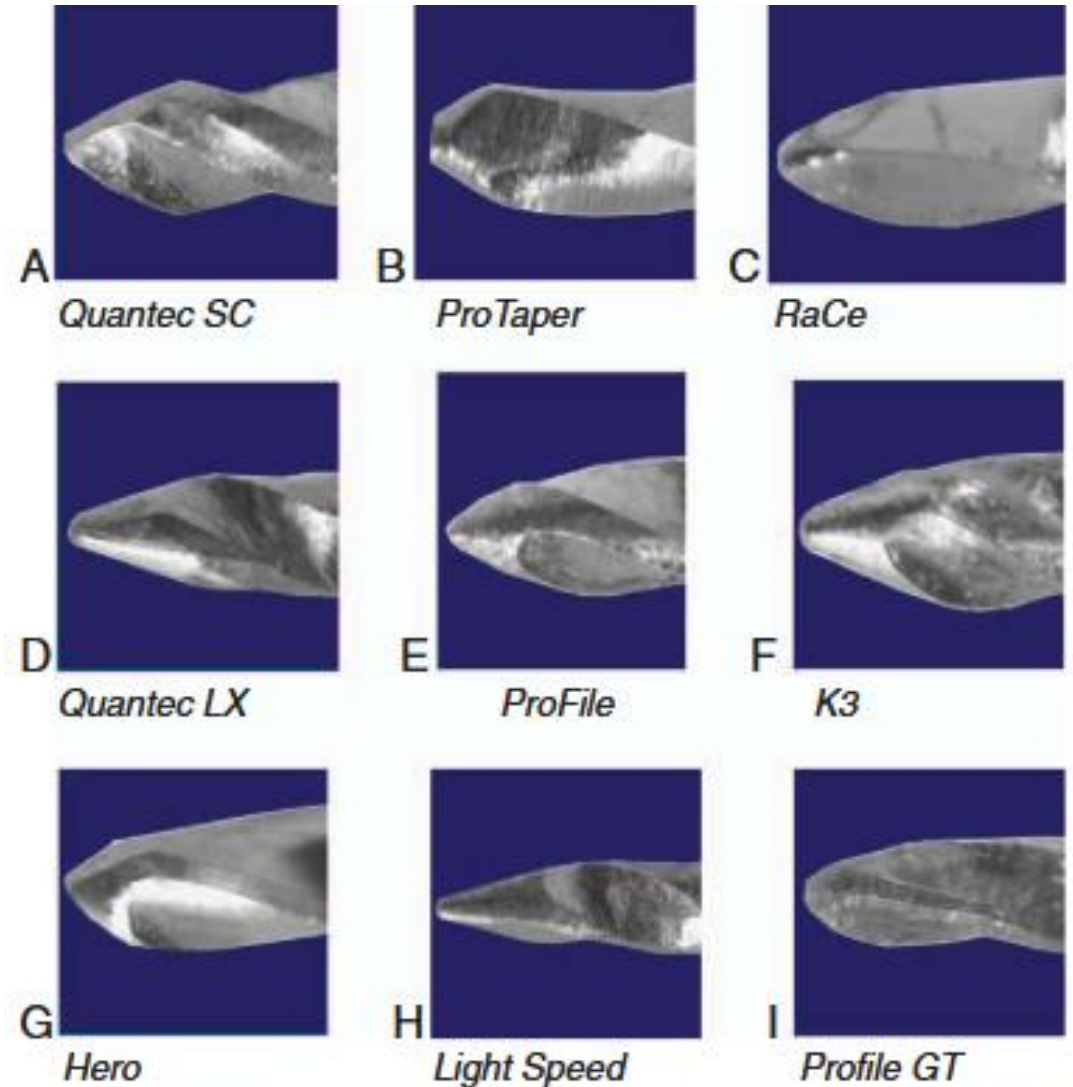 A B C
Quantec SC ProTaper RaCe
D E F
Quantec LX ProFile K3
G H I
Hero Light Speed Profile GT